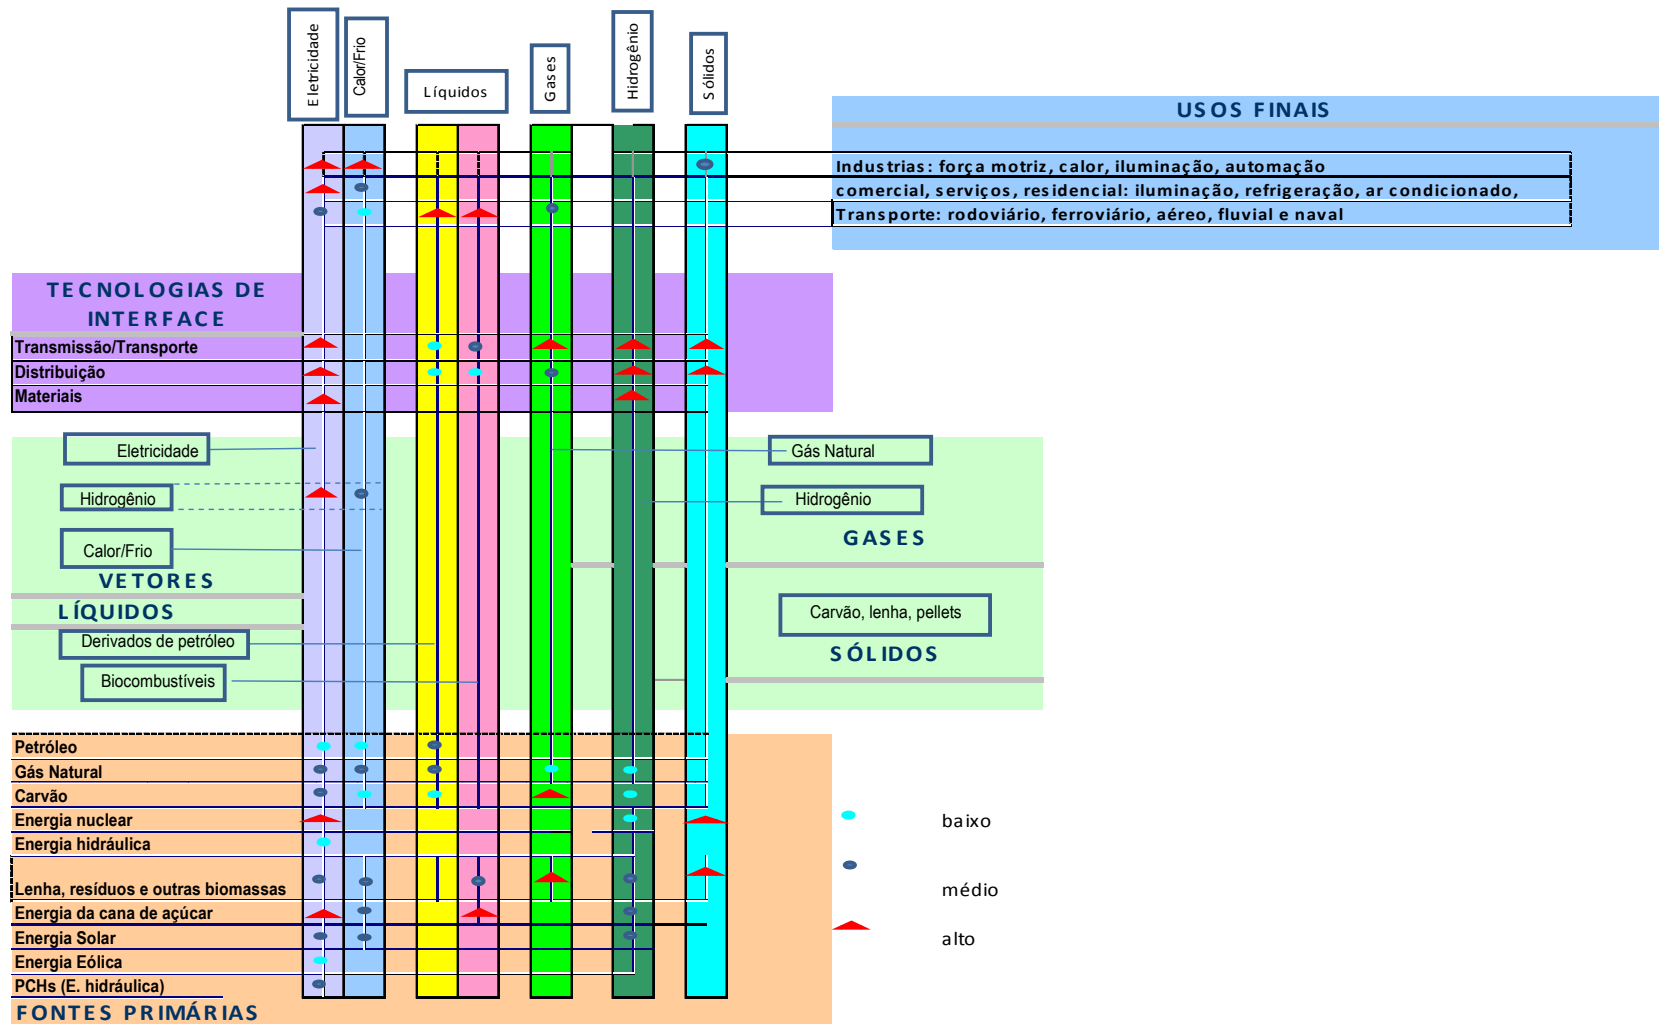 Eletricidade
Calor/Frio
Líquidos
Gases
Hidrogênio
Sólidos
USOS FINAIS
Industrias: força motriz, calor, iluminação, automação
comercial, serviços, residencial: iluminação, refrigeração, ar condicionado,
Transporte: rodoviário, ferroviário, aéreo, fluvial e naval
TECNOLOGIAS DE
INTERFACE
Transmissão/Transporte
Distribuição
Materiais
Eletricidade
Gás Natural
Hidrogênio
Hidrogênio
GASES
Calor/Frio
VETORES
LÍQUIDOS
Carvão, lenha, pellets
Derivados de petróleo
SÓLIDOS
Biocombustíveis
Petróleo
Gás Natural
Carvão
Energia nuclear
baixo
Energia hidráulica
Lenha, resíduos e outras biomassas
médio
Energia da cana de açúcar
Energia Solar
alto
Energia Eólica
PCHs (E. hidráulica)
FONTES PRIMÁRIAS